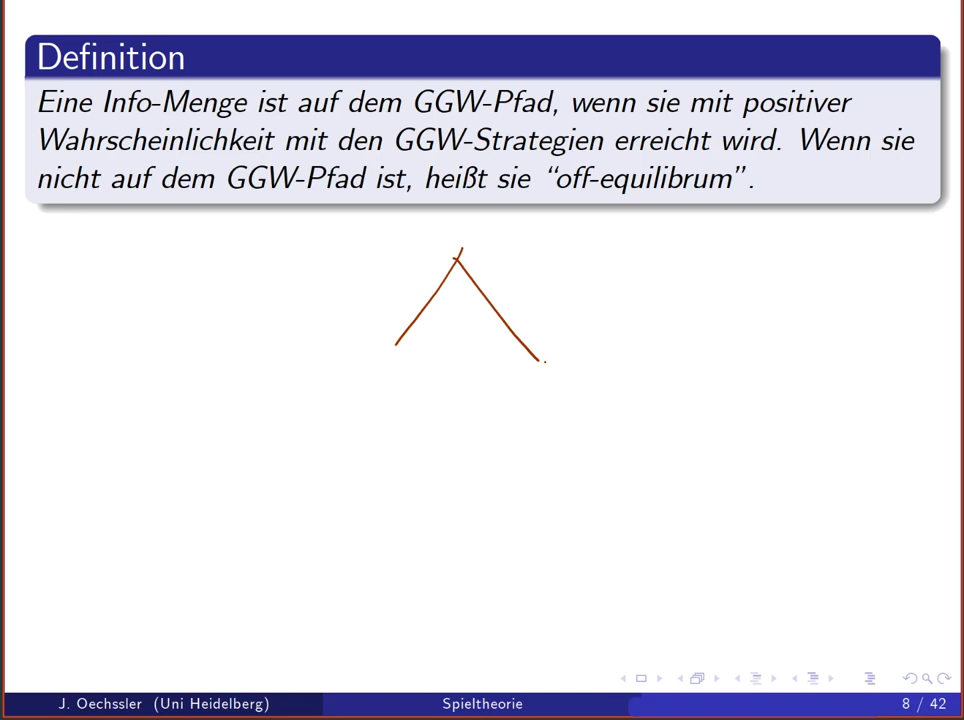 Definition
Eine Info-Menge ist auf dem GGW-Pfad, wenn sie mit positiver
Wahrscheinlichkeit mit den GGW-Strategien erreicht wird. Wenn sie
nicht auf dem GGW-Pfad ist, heißt sie “off-equilibrum”.
J. Oechssler (Uni Heidelberg) Spieltheorie 8 / 42